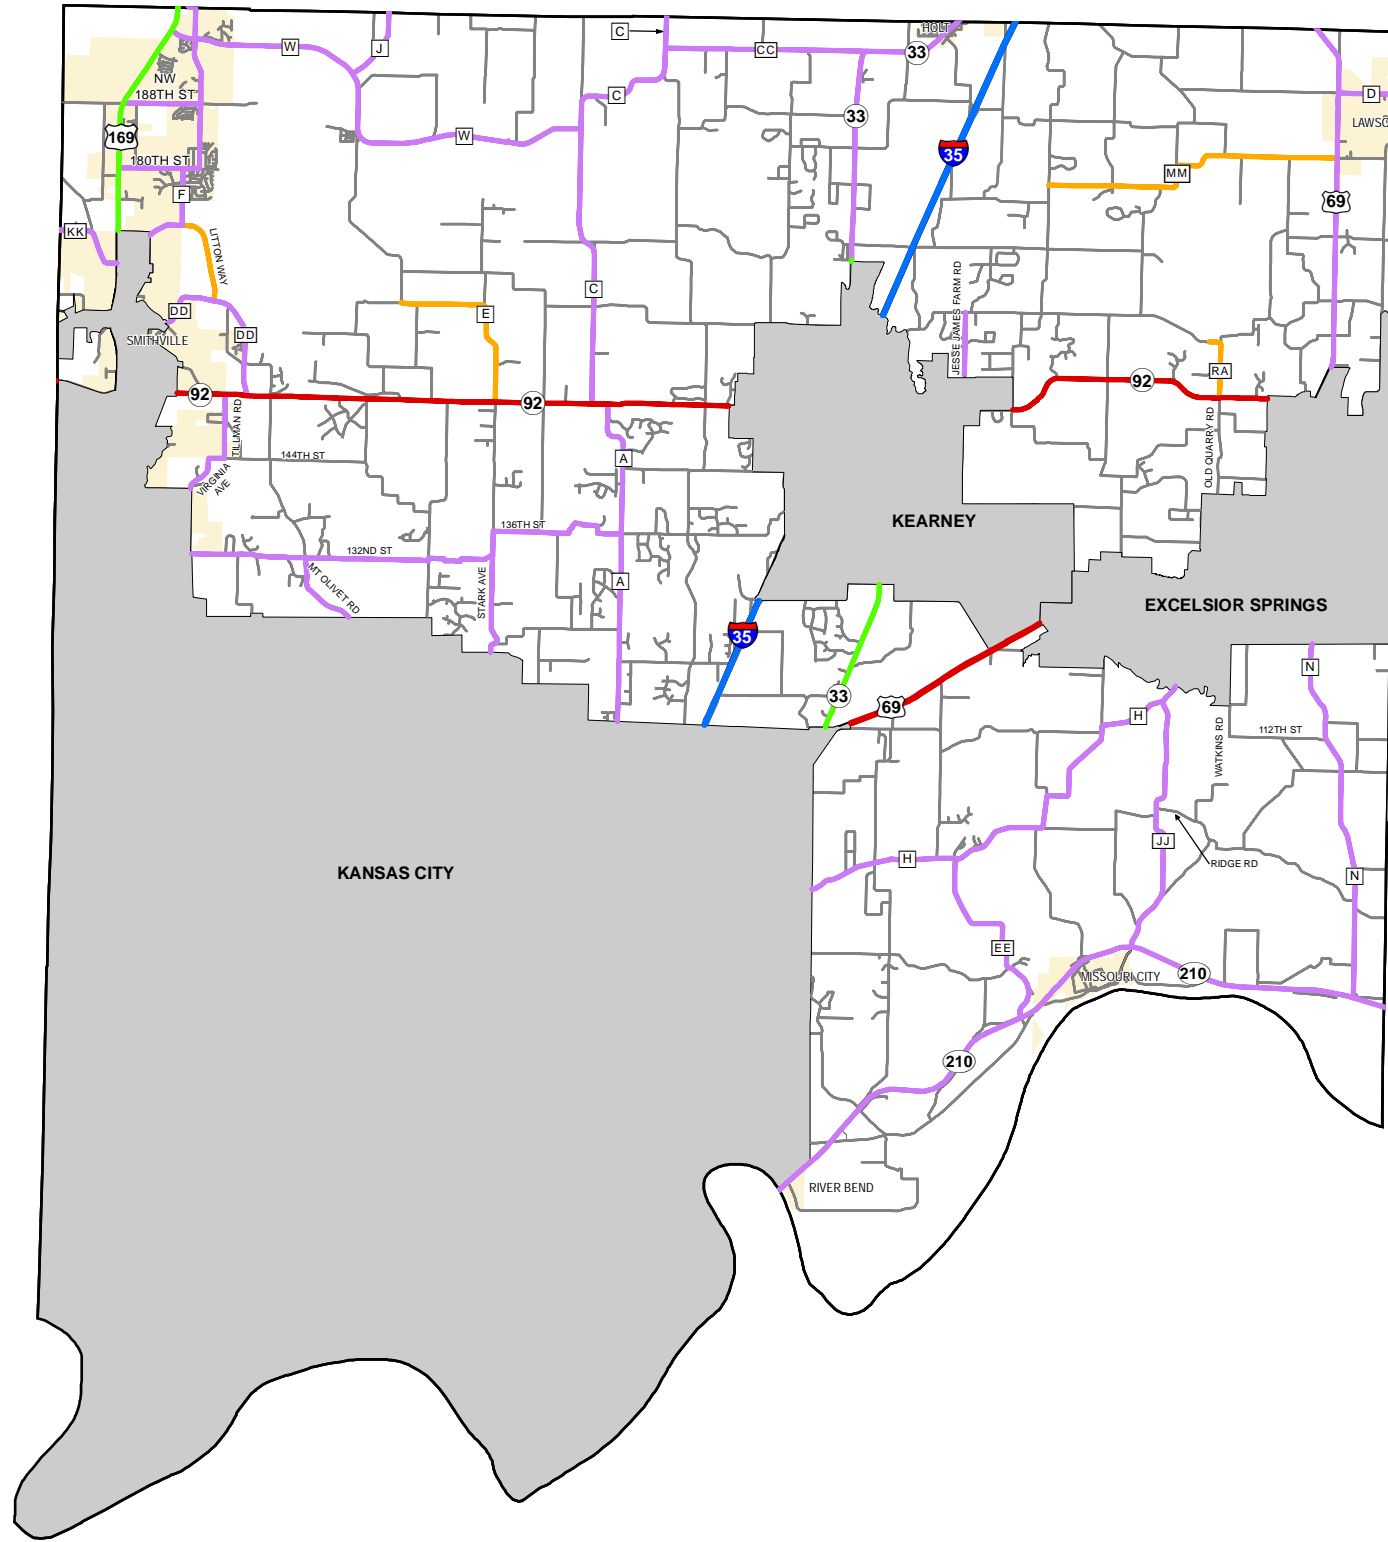 C
HOLT
W
J
CC
33
NW
188TH ST
C
D
33
LAWSO
169
W
35
180TH ST
MM
F
69
KK
LITTON WAY
JESSE JAMES FARM RD
C
DD
E
DD
SMITHVILLE
RA
92
92
92
TILLMAN RD
OLD QUARRY RD
144TH ST
A
VIRGINIA
AVE
136TH ST
KEARNEY
132ND ST
MT OLIVET RD
STARK AVE
A
EXCELSIOR SPRINGS
35
N
33
69
H
WATKINS RD
112TH ST
JJ
H
RIDGE RD
KANSAS CITY
N
EE
MISSOURI CITY
210
210
RIVER BEND